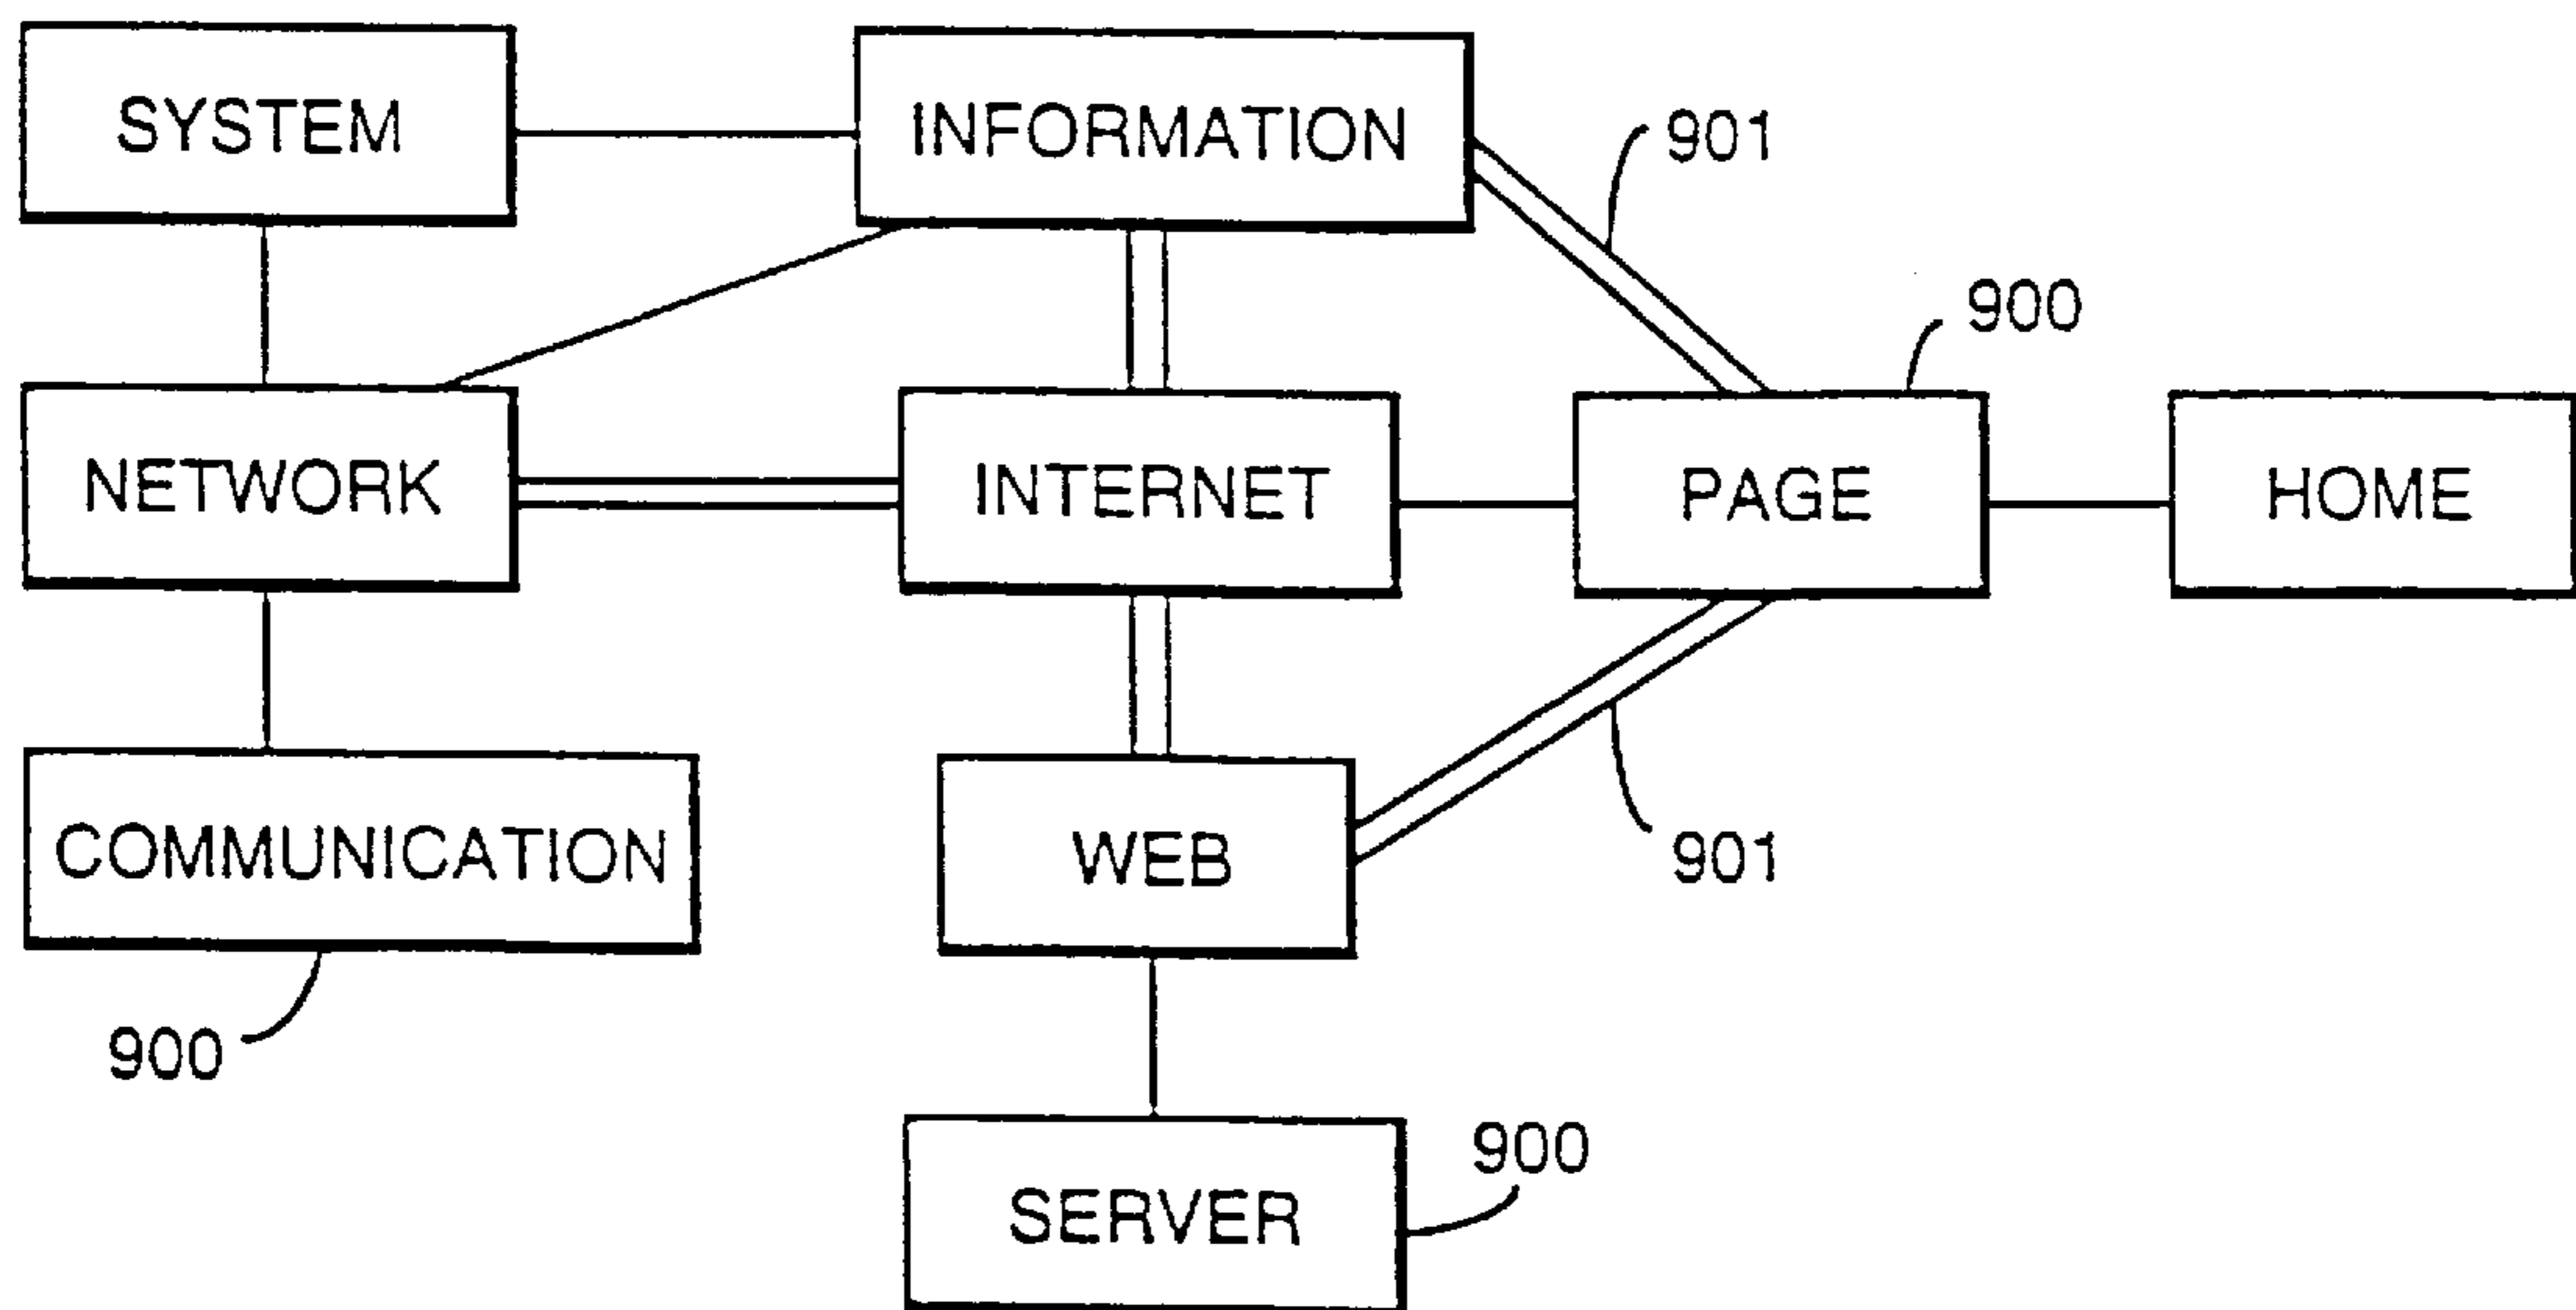 SYSTEM
INFORMATION
901
900
NETWORK
INTERNET
PAGE
HOME
COMMUNICATION
WEB
901
900
SERVER
900